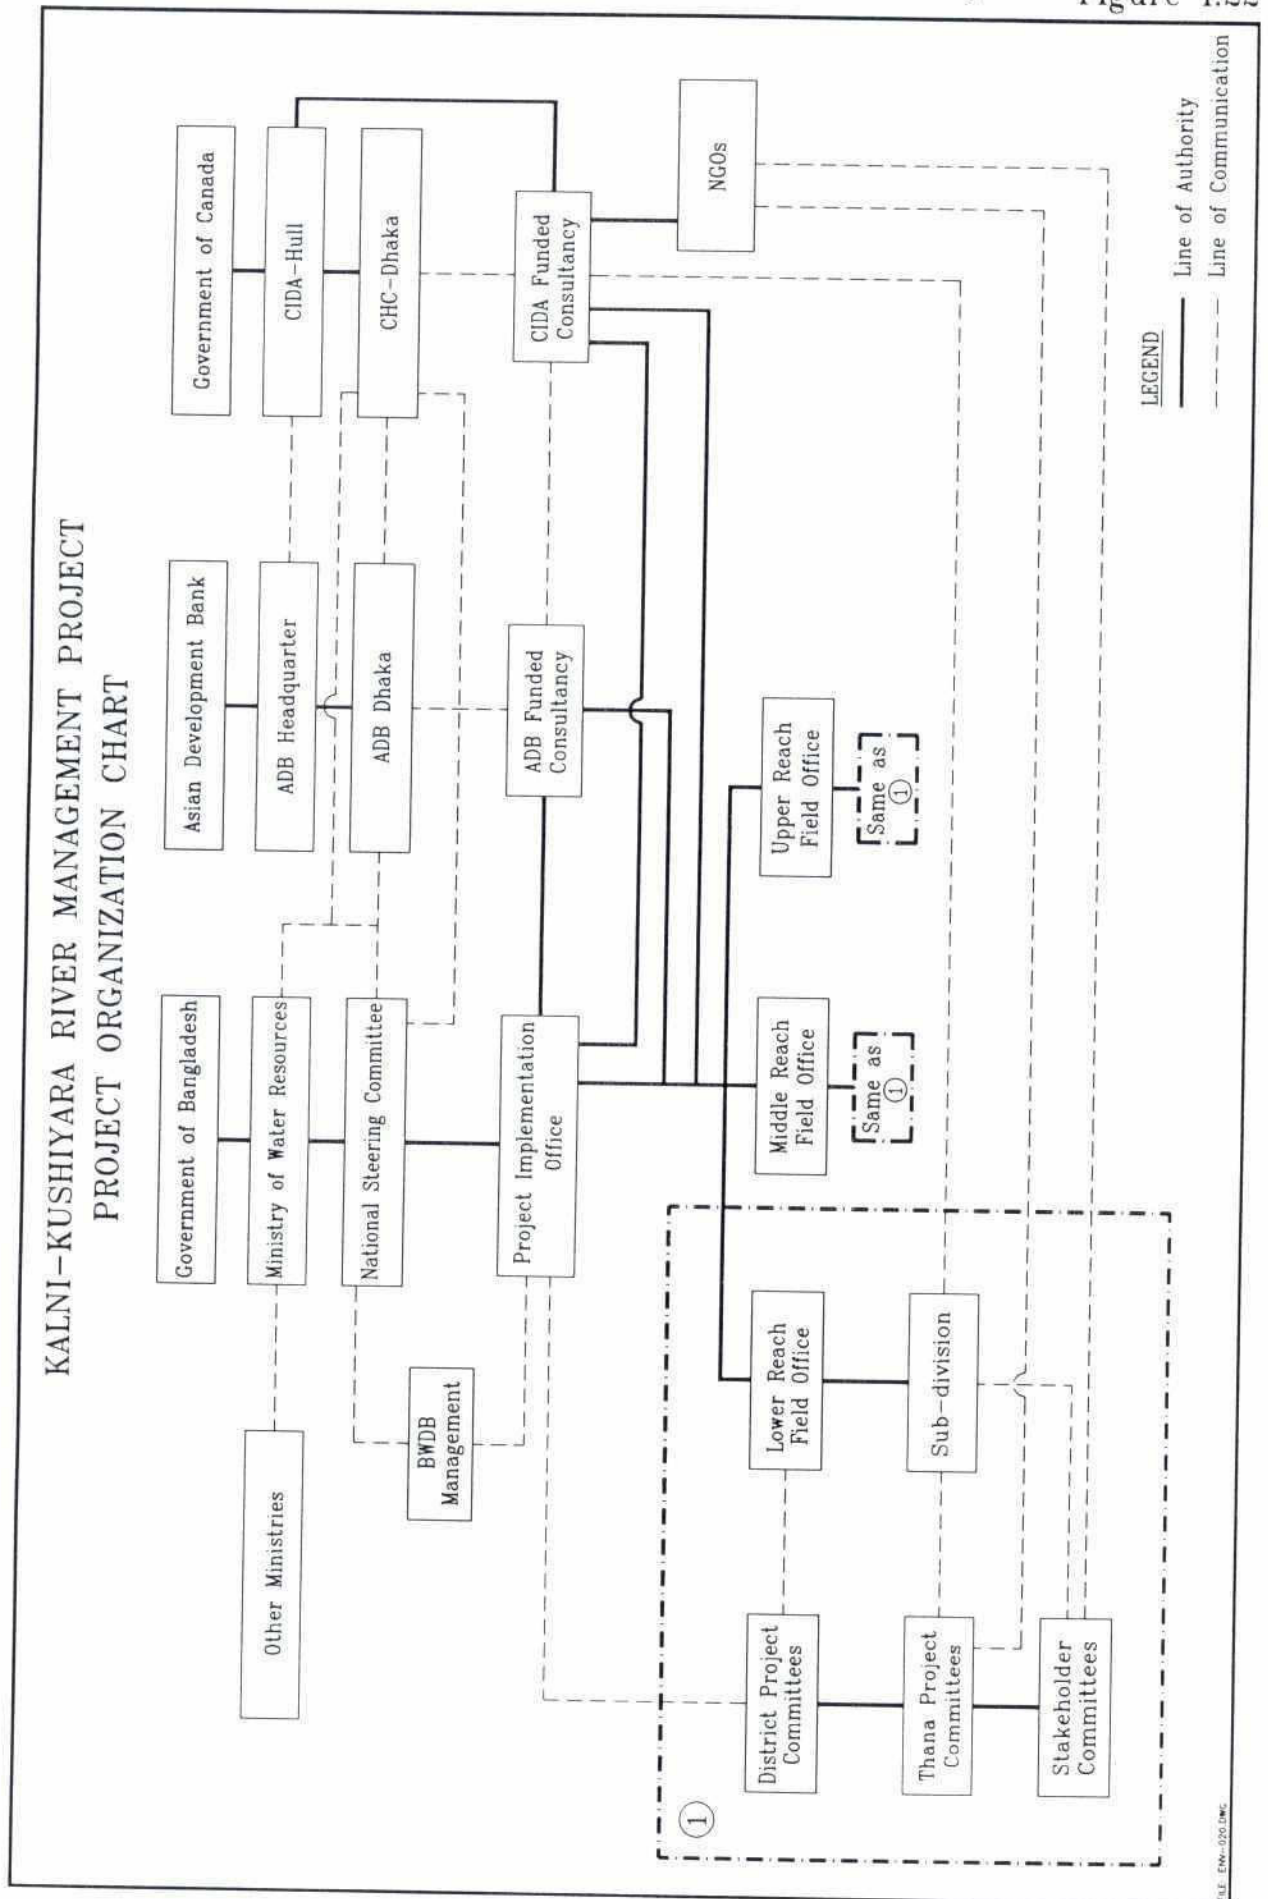 Figure 1.22
KALNI-KUSHIYARA RIVER MANAGEMENT PROJECT
PROJECT ORGANIZATION CHART
Government of Bangladesh
Asian Development Bank
Government of Canada
Other Ministries
Ministry of Water Resources
ADB Headquarter
CIDA-Hull
National Steering Committee
ADB Dhaka
CHC-Dhaka
BWDB
Management
Project Implementation
Office
ADB Funded
Consultancy
CIDA Funded
Consultancy
NGOs
1
District Project
Committees
Lower Reach
Field Office
Middle Reach
Field Office
Upper Reach
Field Office
Same as
1
Same as
1
Thana Project
Committees
Sub-division
Stakeholder
Committees
LEGEND
Line of Authority
Line of Communication
FILE: ENV-020.DWG